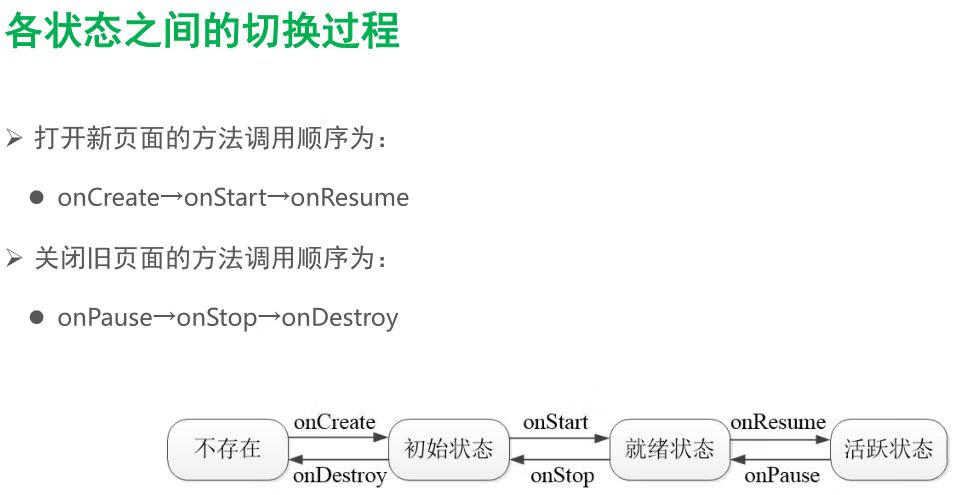 各状态之间的切换过程
➢ 打开新页面的方法调用顺序为：
● onCreate→onStart→onResume
➢ 关闭旧页面的方法调用顺序为：
● onPause→onStop→onDestroy
onCreate onStart onResume
不存在 初始状态 就绪状态 活跃状态
onDestroy onStop onPause